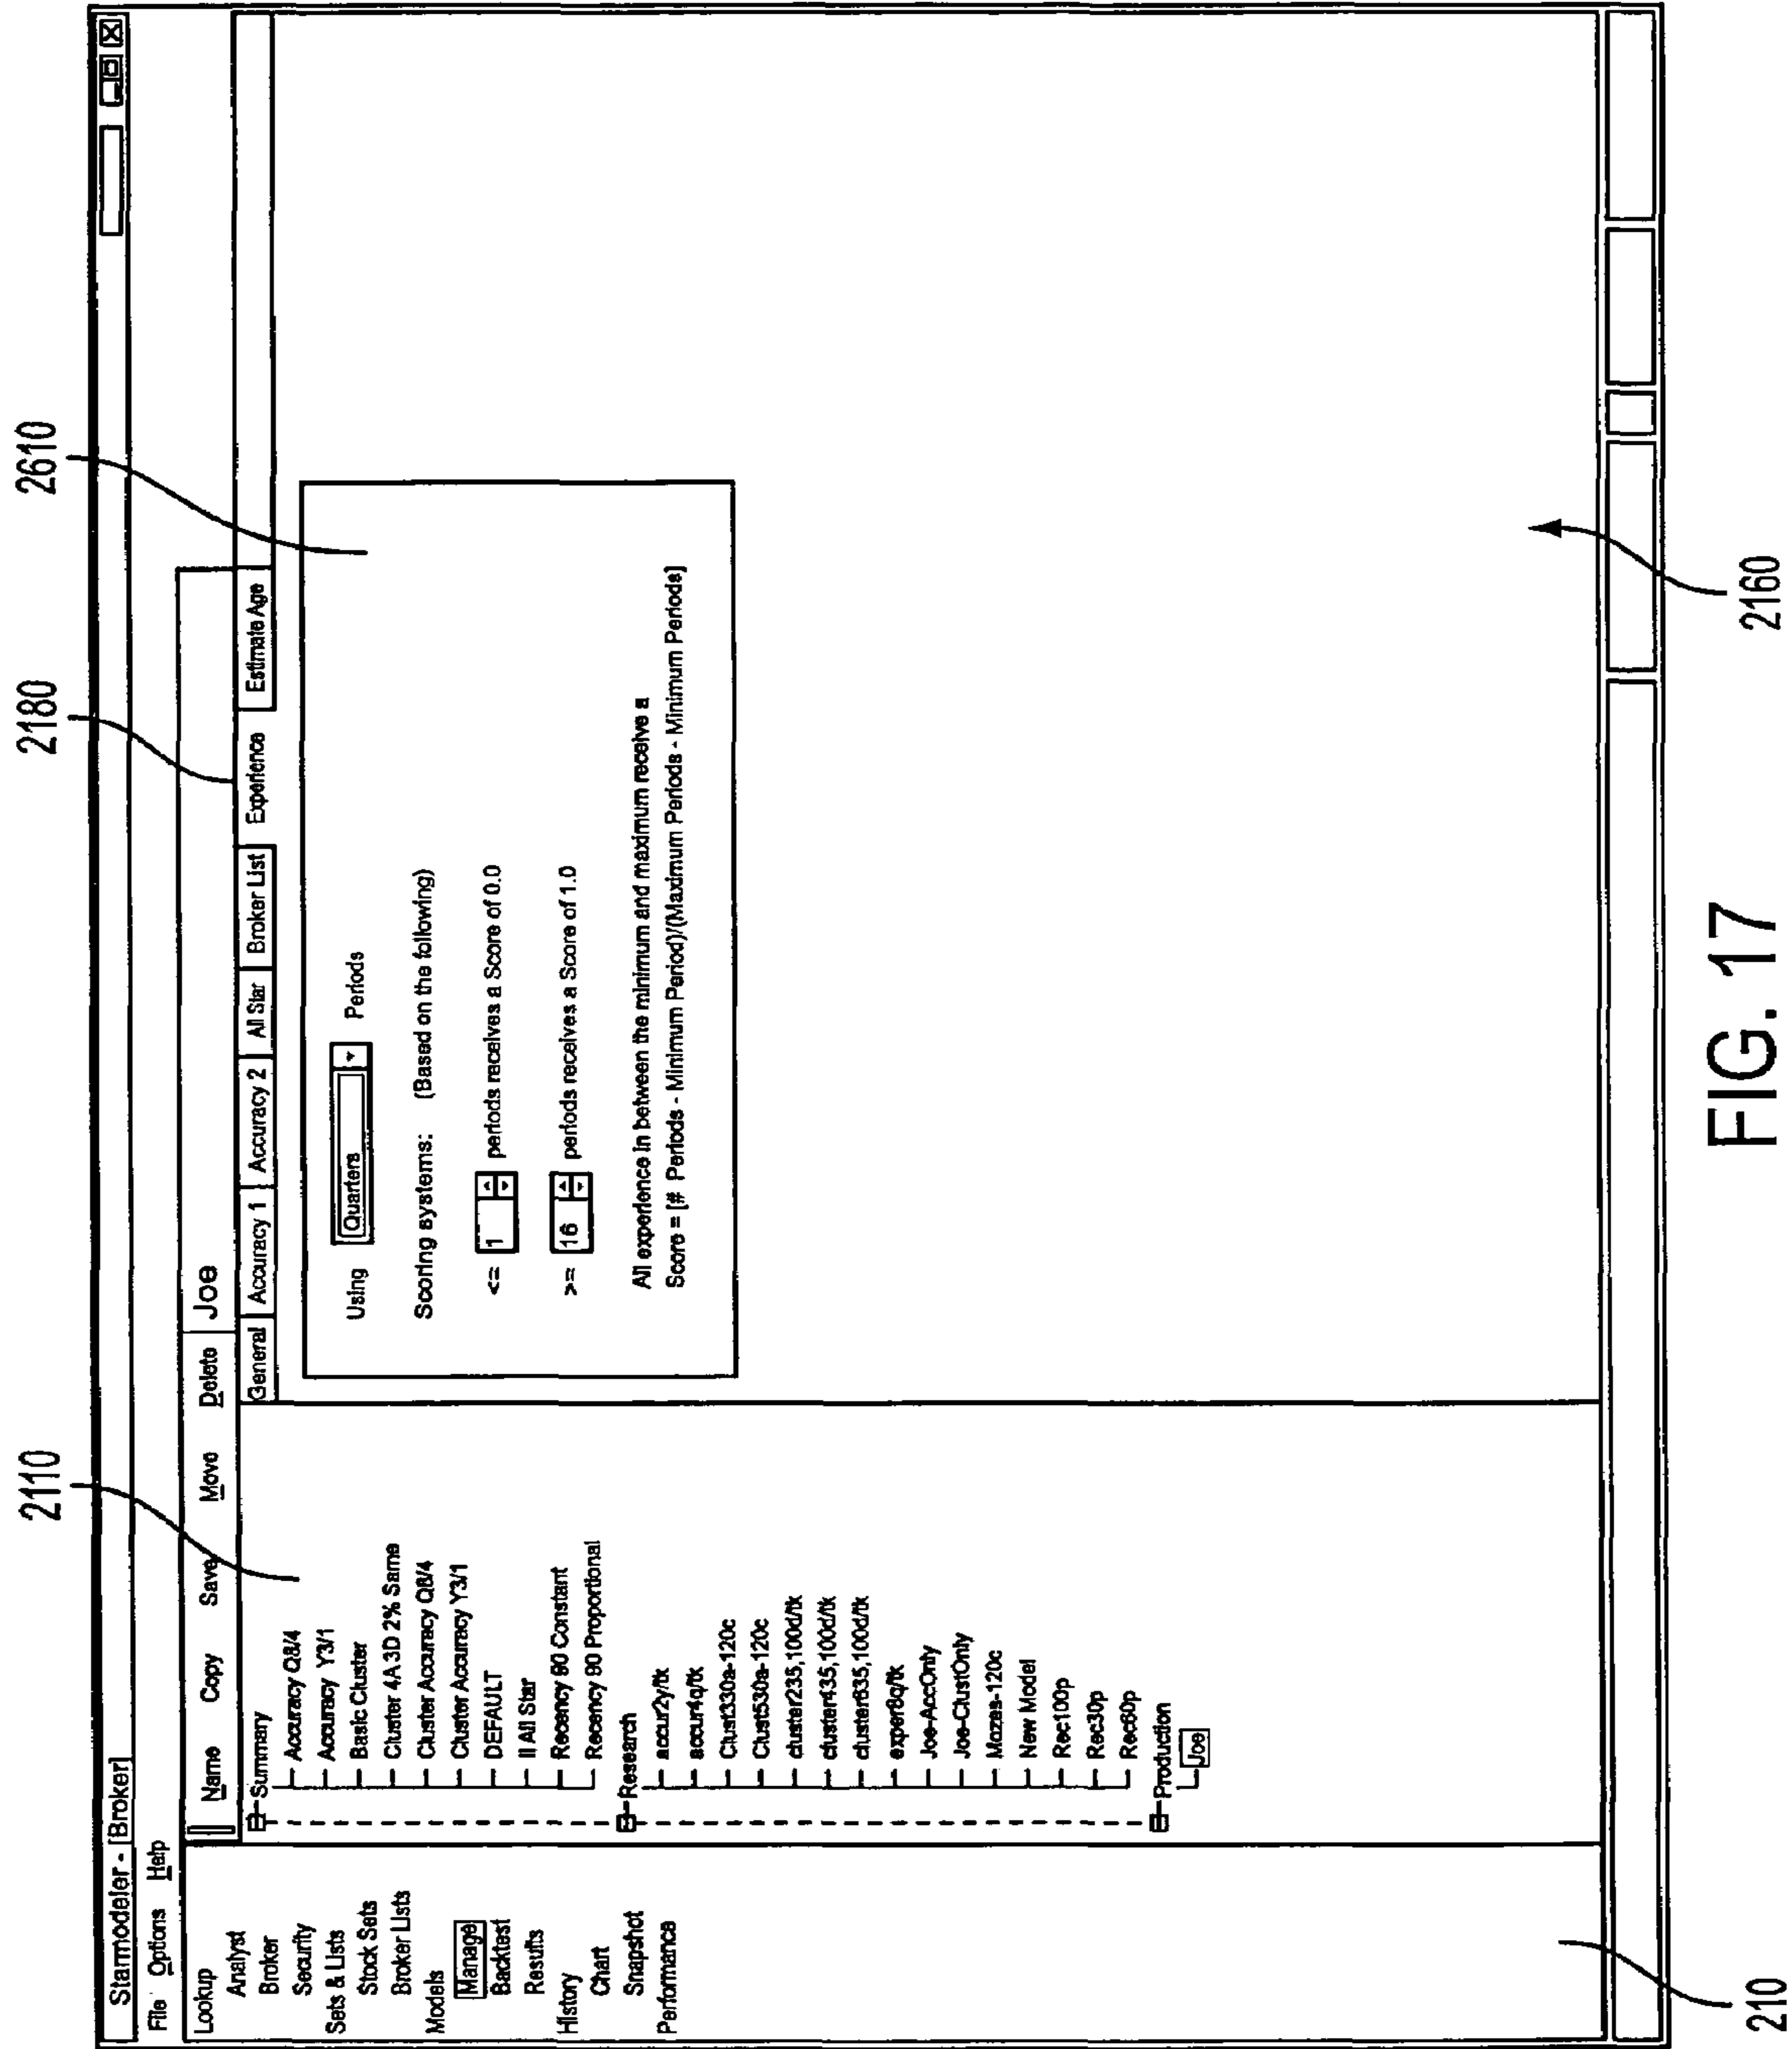 2110
2180
2610
Starmodeler - [Broker]
File Options Help
Name Copy Save Move Delete Joe
General Accuracy 1 Accuracy 2 All Star Broker List Experience Estimate Age
Lookup
Analyst
Broker
Security
Sets & Lists
Stock Sets
Broker Lists
Models
Manage
Backtest
Results
History
Chart
Snapshot
Performance
Summary
Accuracy Q8/4
Accuracy Y3/1
Basic Cluster
Cluster 4A3D 2% Same
Cluster Accuracy Q8/4
Cluster Accuracy Y3/1
DEFAULT
II All Star
Recency 90 Constant
Recency 90 Proportional
Research
accur2y/tk
accur4q/tk
Clust330a-120c
Clust530a-120c
cluster235,100d/tk
cluster435,100d/tk
cluster635,100d/tk
exper8q/tk
Joe-AccOnly
Joe-ClustOnly
Mozes-120c
New Model
Rec100p
Rec30p
Rec60p
Production
Joe
Using Quarters Periods
Scoring systems: (Based on the following)
<= 1 periods receives a Score of 0.0
>= 16 periods receives a Score of 1.0
All experience in between the minimum and maximum receive a
Score = [# Periods - Minimum Period)/(Maximum Periods - Minimum Periods]
210
2160
FIG. 17